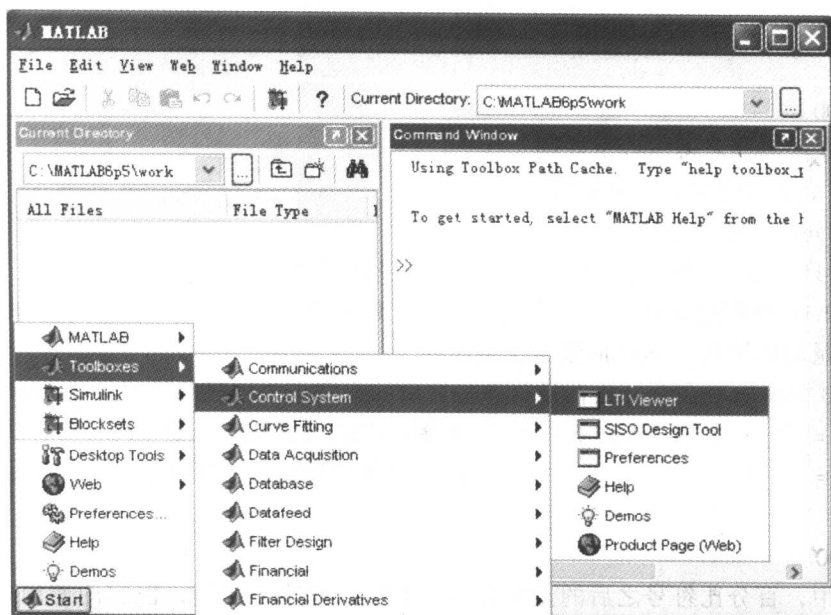 MATLAB
File Edit View Web Window Help
? Current Directory: C:\MATLAB6p5\work ...
Current Directory
C:\MATLAB6p5\work ...
All Files File Type
Command Window
Using Toolbox Path Cache. Type "help toolbox_
To get started, select "MATLAB Help" from the
>>
MATLAB
Toolboxes
Simulink
Blocksets
Desktop Tools
Web
Preferences...
Help
Demos
Start
Communications
Control System
Curve Fitting
Data Acquisition
Database
Datafeed
Filter Design
Financial
Financial Derivatives
LTI Viewer
SISO Design Tool
Preferences
Help
Demos
Product Page (Web)